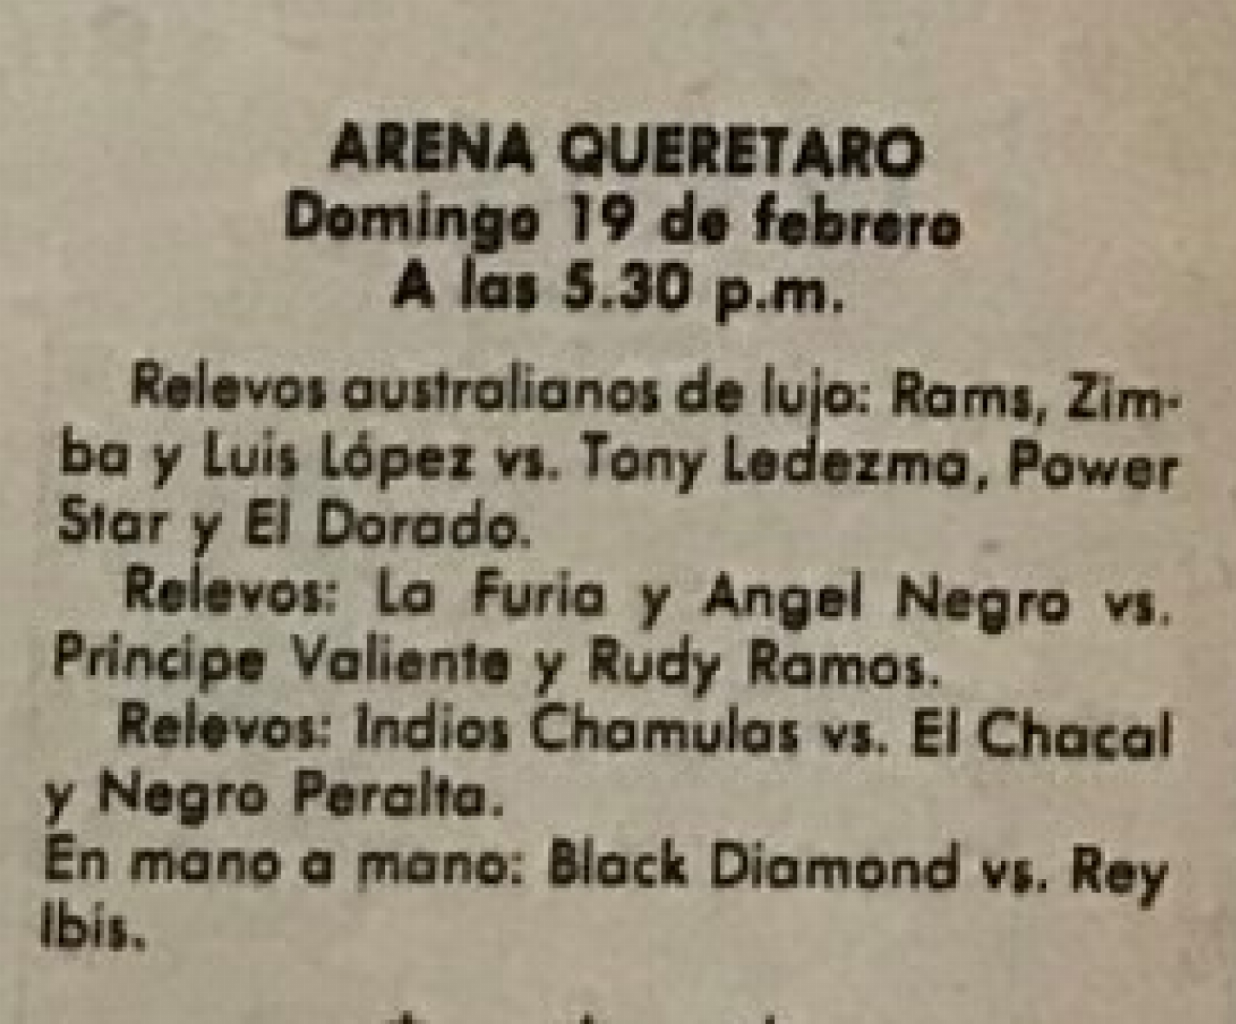 ARENA QUERETARO
Domingo 19 de febrero
A las 5.30 p.m.
Relevos australianos de lujo: Rams, Zim-
ba y Luis López vs. Tony Ledezma, Power
Star y El Dorado.
Relevos: La Furia y Angel Negro vs.
Príncipe Valiente y Rudy Ramos.
Relevos: Indios Chamulas vs. El Chacal
y Negro Peralta.
En mano a mano: Black Diamond vs. Rey
Ibis.